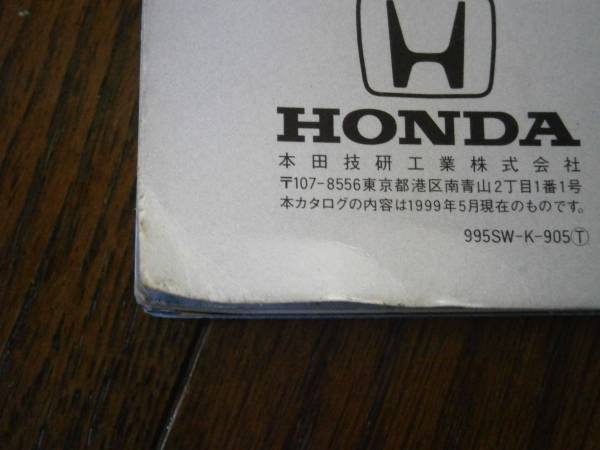 HONDA
本田技研工業株式会社
〒107-8556東京都港区南青山2丁目1番1号
本カタログの内容は1999年5月現在のものです。
995SW-K-905Ⓣ